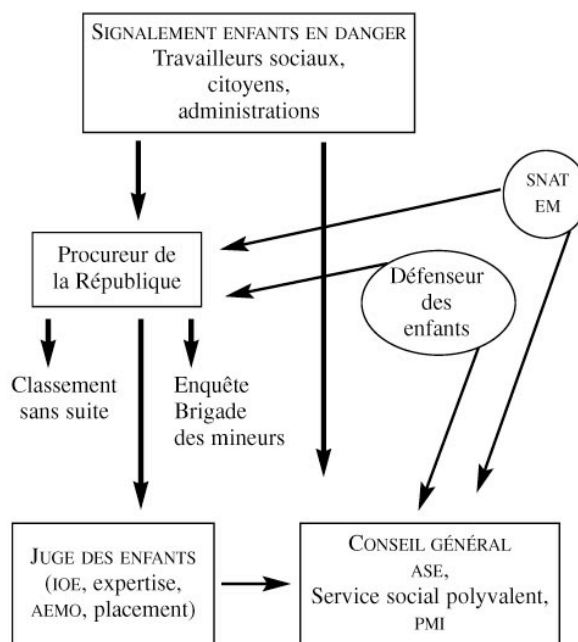 SIGNALEMENT ENFANTS EN DANGER
Travailleurs sociaux,
citoyens,
administrations
SNAT
EM
Procureur de
la République
Défenseur
des
enfants
Classement
sans suite
Enquête
Brigade
des mineurs
JUGE DES ENFANTS
(IOE, expertise,
AEMO, placement)
CONSEIL GÉNÉRAL
ASE,
Service social polyvalent,
PMI